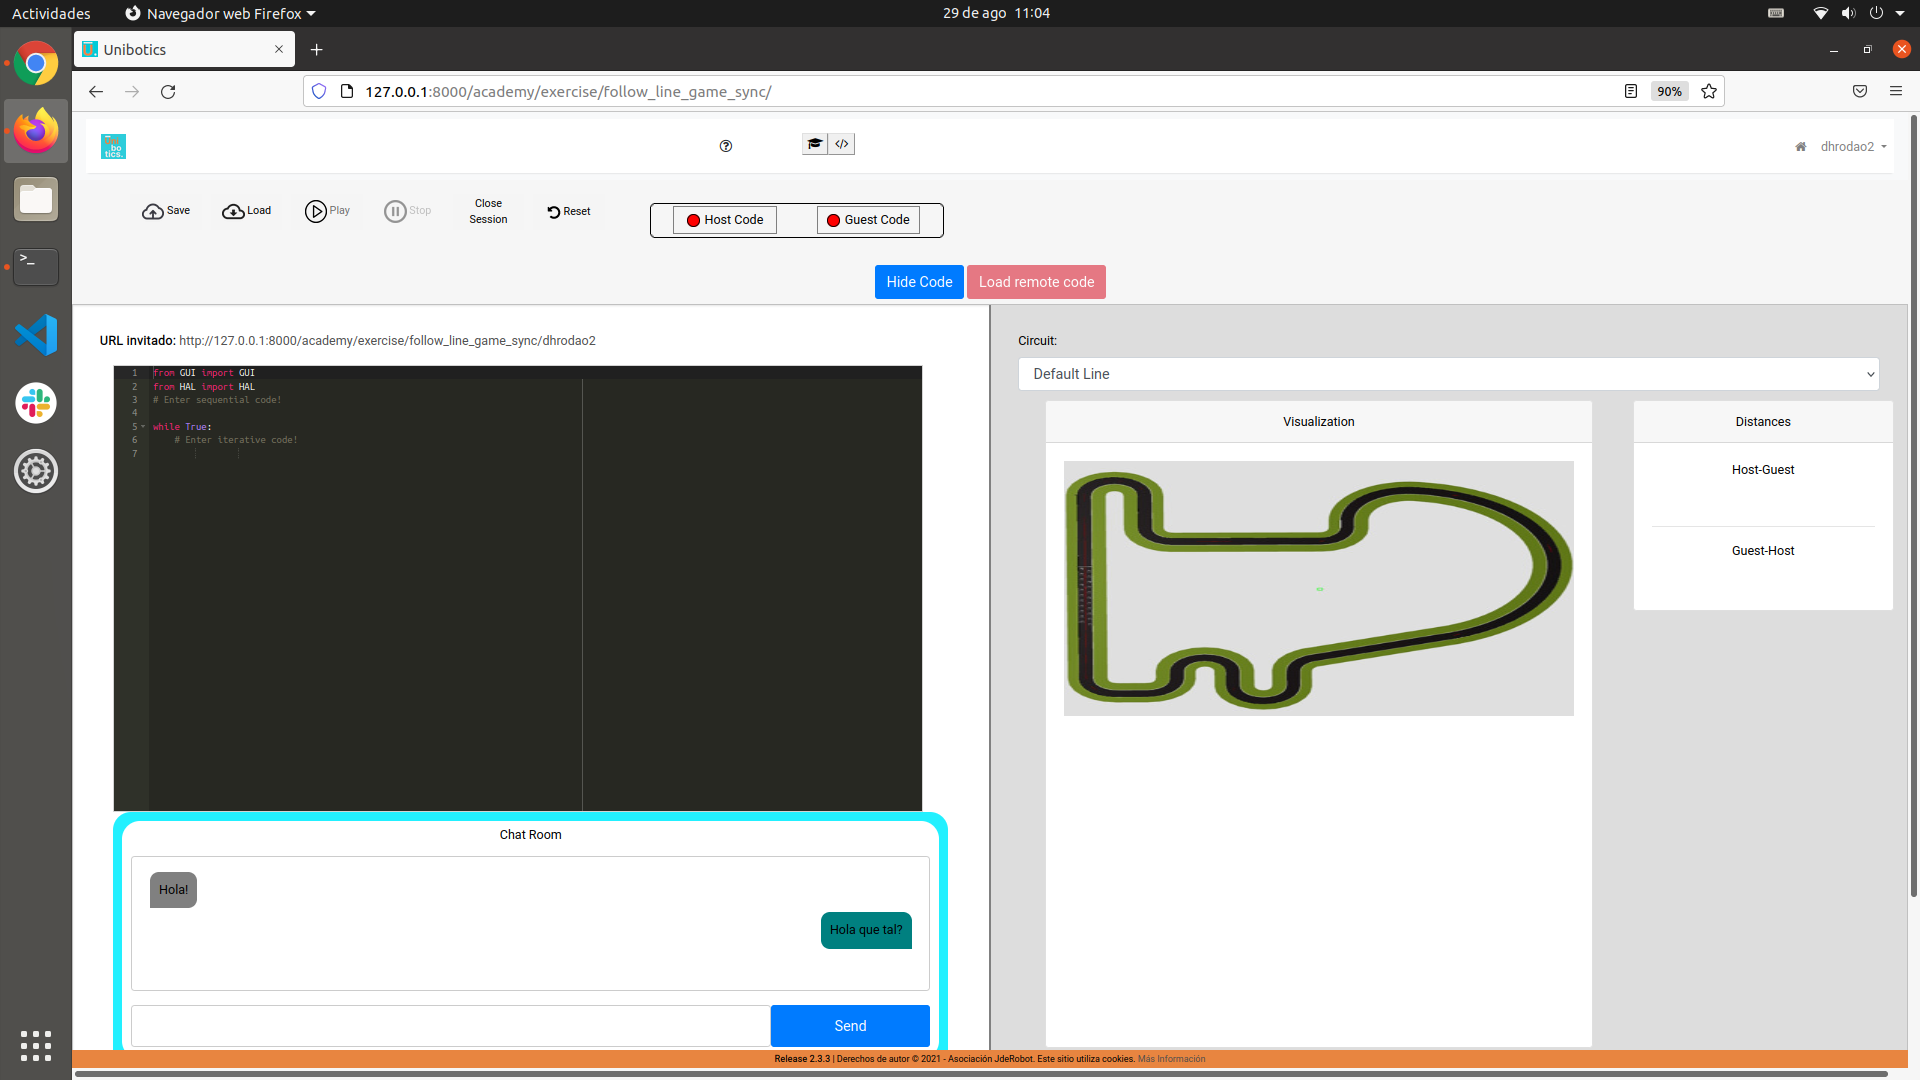 Actividades
Navegador web Firefox
29 de ago 11:04
Unibotics
127.0.0.1:8000/academy/exercise/follow_line_game_sync/
90%
bo
tics.
</>
dhrodao2
Save
Load
Play
Stop
Close
Session
Reset
Host Code
Guest Code
Hide Code
Load remote code
URL invitado: http://127.0.0.1:8000/academy/exercise/follow_line_game_sync/dhrodao2
1 from GUI import GUI
2 from HAL import HAL
3 # Enter sequential code!
4
5 while True:
6 # Enter iterative code!
7
Chat Room
Hola!
Hola que tal?
Send
Circuit:
Default Line
Visualization
Distances
Host-Guest
Guest-Host
Release 2.3.3 | Derechos de autor © 2021 - Asociación JdeRobot. Este sitio utiliza cookies. Más Información